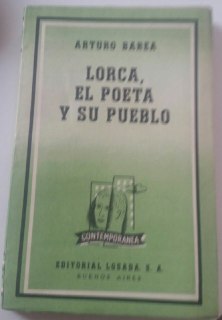 ARTURO BAREA
LORCA,
EL POETA
Y SU PUEBLO
CONTEMPORANEA
EDITORIAL LOSADA, S. A.
BUENOS AIRES